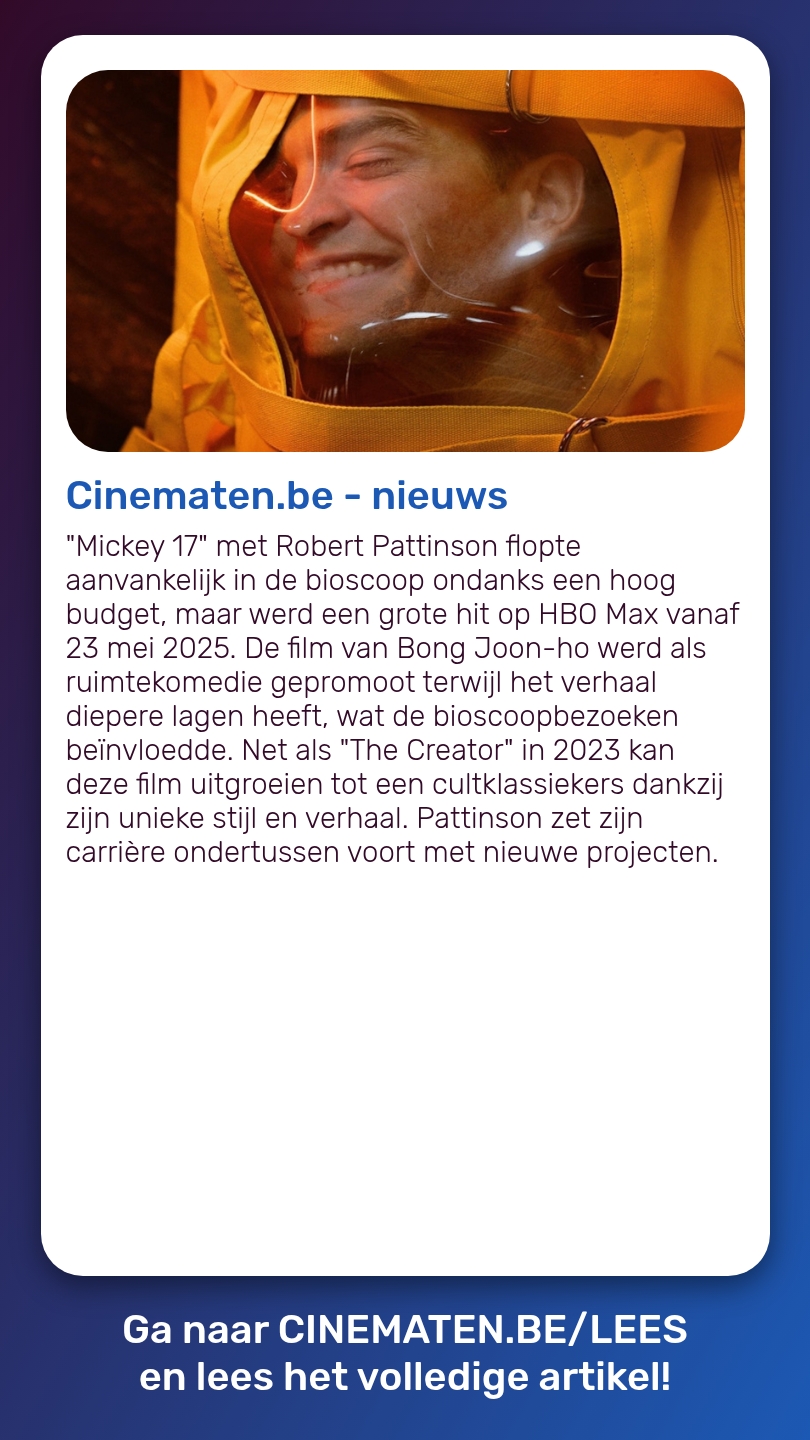 Cinematen.be - nieuws
"Mickey 17" met Robert Pattinson flopte
aanvankelijk in de bioscoop ondanks een hoog
budget, maar werd een grote hit op HBO Max vanaf
23 mei 2025. De film van Bong Joon-ho werd als
ruimtekomedie gepromoot terwijl het verhaal
diepere lagen heeft, wat de bioscoopbezoeken
beïnvloedde. Net als "The Creator" in 2023 kan
deze film uitgroeien tot een cultklassiekers dankzij
zijn unieke stijl en verhaal. Pattinson zet zijn
carrière ondertussen voort met nieuwe projecten.
Ga naar CINEMATEN.BE/LEES
en lees het volledige artikel!